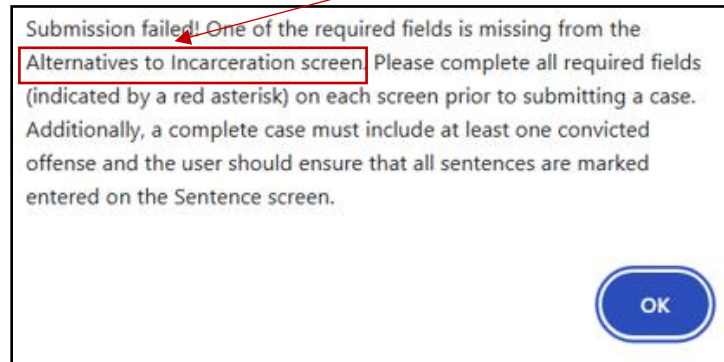 Submission failed! One of the required fields is missing from the
Alternatives to Incarceration screen. Please complete all required fields
(indicated by a red asterisk) on each screen prior to submitting a case.
Additionally, a complete case must include at least one convicted
offense and the user should ensure that all sentences are marked
entered on the Sentence screen.
OK